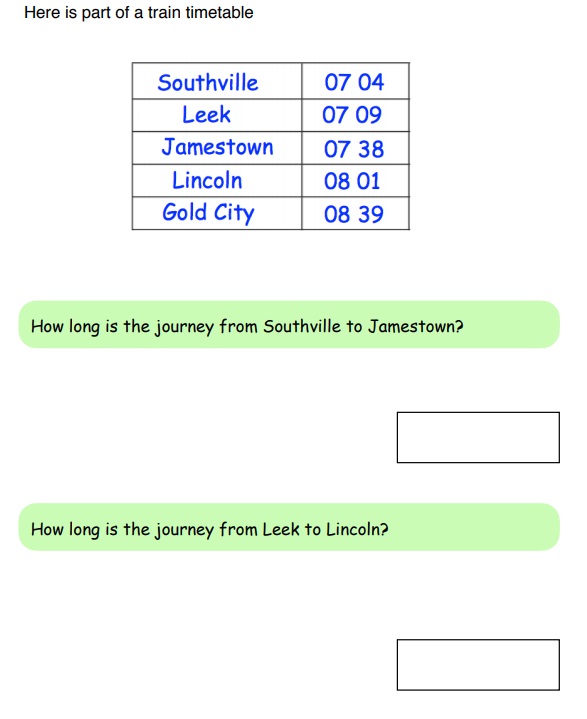 Here is part of a train timetable
Southville 07 04
Leek 07 09
Jamestown 07 38
Lincoln 08 01
Gold City 08 39
How long is the journey from Southville to Jamestown?
How long is the journey from Leek to Lincoln?